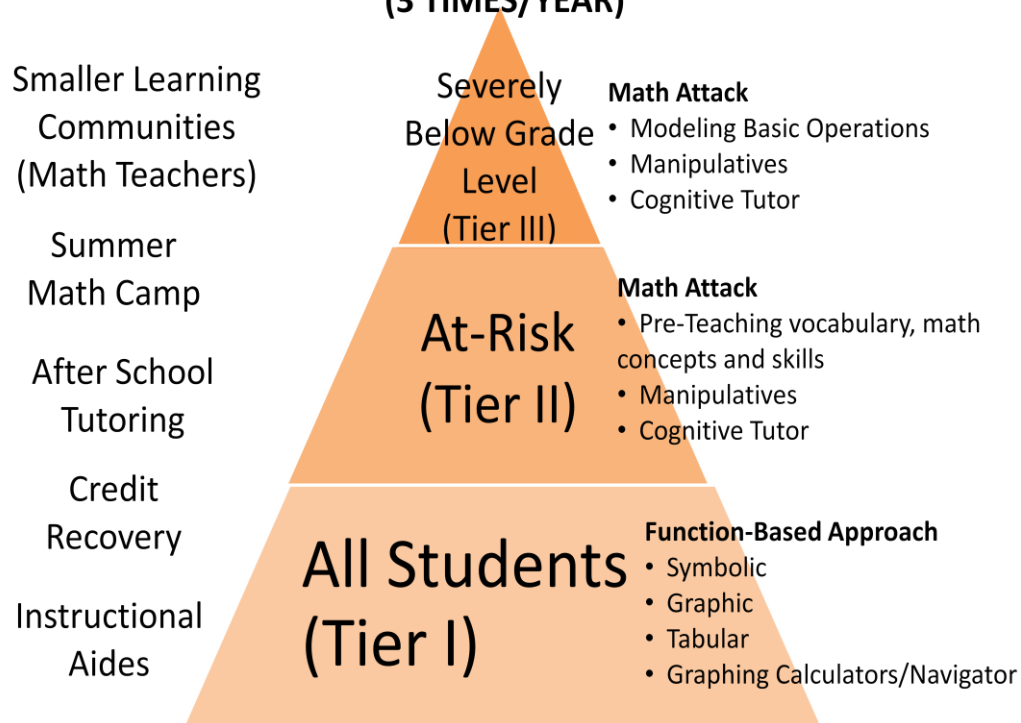 (3 TIMES/YEAR)
Smaller Learning
Communities
(Math Teachers)
Summer
Math Camp
After School
Tutoring
Credit
Recovery
Instructional
Aides
Severely
Below Grade
Level
(Tier III)
At-Risk
(Tier II)
All Students
(Tier I)
Math Attack
• Modeling Basic Operations
• Manipulatives
• Cognitive Tutor
Math Attack
• Pre-Teaching vocabulary, math
concepts and skills
• Manipulatives
• Cognitive Tutor
Function-Based Approach
• Symbolic
• Graphic
• Tabular
• Graphing Calculators/Navigator